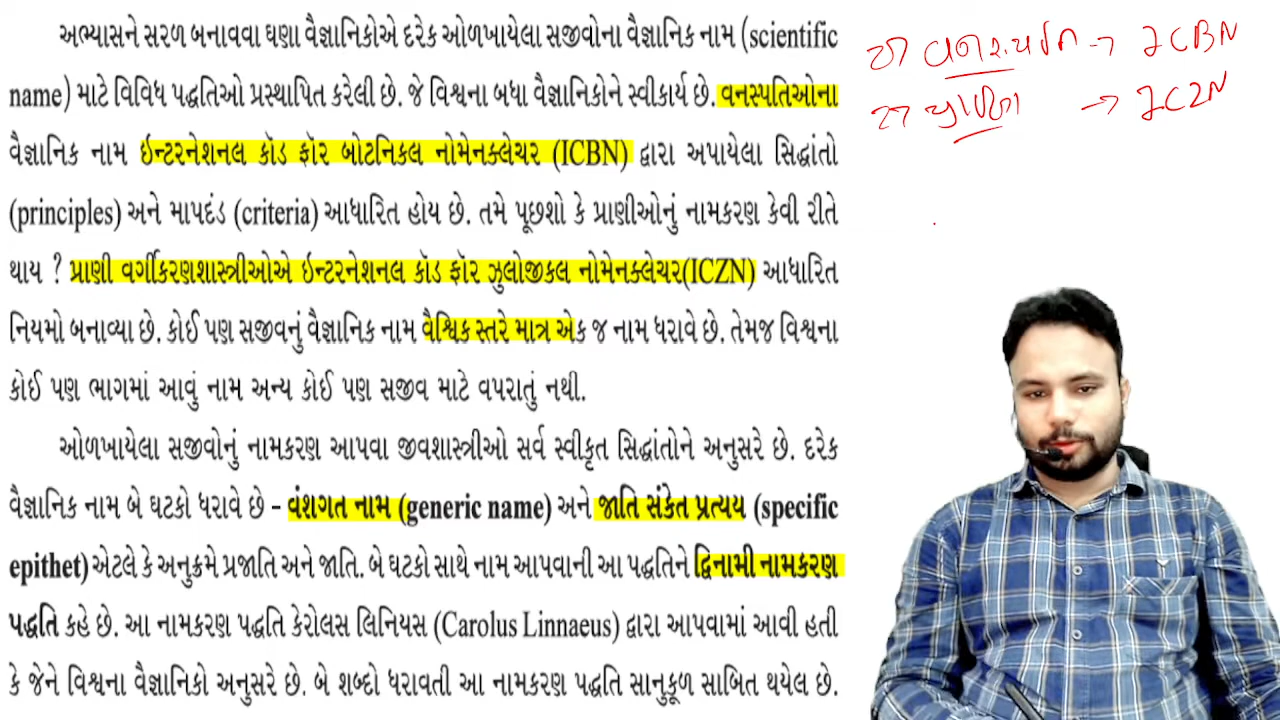 અભ્યાસને સરળ બનાવવા ઘણા વૈજ્ઞાનિકોએ દરેક ઓળખાયેલા સજીવોના વૈજ્ઞાનિક નામ (scientific
name) માટે વિવિધ પદ્ધતિઓ પ્રસ્થાપિત કરેલી છે. જે વિશ્વના બધા વૈજ્ઞાનિકોને સ્વીકાર્ય છે. વનસ્પતિઓના
વૈજ્ઞાનિક નામ ઇન્ટરનેશનલ કૉડ ફૉર બોટનિકલ નોમેનક્લેચર (ICBN) દ્વારા અપાયેલા સિદ્ધાંતો
(principles) અને માપદંડ (criteria) આધારિત હોય છે. તમે પૂછશો કે પ્રાણીઓનું નામકરણ કેવી રીતે
થાય ? પ્રાણી વર્ગીકરણશાસ્ત્રીઓએ ઇન્ટરનેશનલ કૉડ ફૉર ઝુલોજીકલ નોમેનક્લેચર(ICZN) આધારિત
નિયમો બનાવ્યા છે. કોઈ પણ સજીવનું વૈજ્ઞાનિક નામ વૈશ્વિક સ્તરે માત્ર એક જ નામ ધરાવે છે. તેમજ વિશ્વના
કોઈ પણ ભાગમાં આવું નામ અન્ય કોઈ પણ સજીવ માટે વપરાતું નથી.
ઓળખાયેલા સજીવોનું નામકરણ આપવા જીવશાસ્ત્રીઓ સર્વ સ્વીકૃત સિદ્ધાંતોને અનુસરે છે. દરેક
વૈજ્ઞાનિક નામ બે ઘટકો ધરાવે છે - વંશગત નામ (generic name) અને જાતિ સંકેત પ્રત્યય (specific
epithet) એટલે કે અનુક્રમે પ્રજાતિ અને જાતિ. બે ઘટકો સાથે નામ આપવાની આ પદ્ધતિને દ્વિનામી નામકરણ
પદ્ધતિ કહે છે. આ નામકરણ પદ્ધતિ કેરોલસ લિનિયસ (Carolus Linnaeus) દ્વારા આપવામાં આવી હતી
કે જેને વિશ્વના વૈજ્ઞાનિકો અનુસરે છે. બે શબ્દો ધરાવતી આ નામકરણ પદ્ધતિ સાનુકૂળ સાબિત થયેલ છે.
→ ICBN
→ ICZN